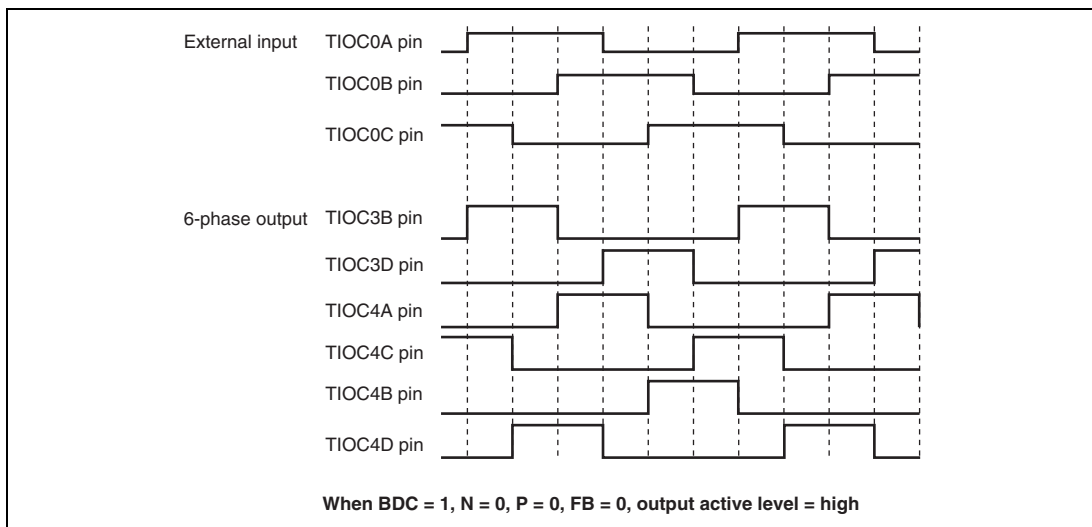 External input TIOC0A pin
TIOC0B pin
TIOC0C pin
6-phase output TIOC3B pin
TIOC3D pin
TIOC4A pin
TIOC4C pin
TIOC4B pin
TIOC4D pin
When BDC = 1, N = 0, P = 0, FB = 0, output active level = high